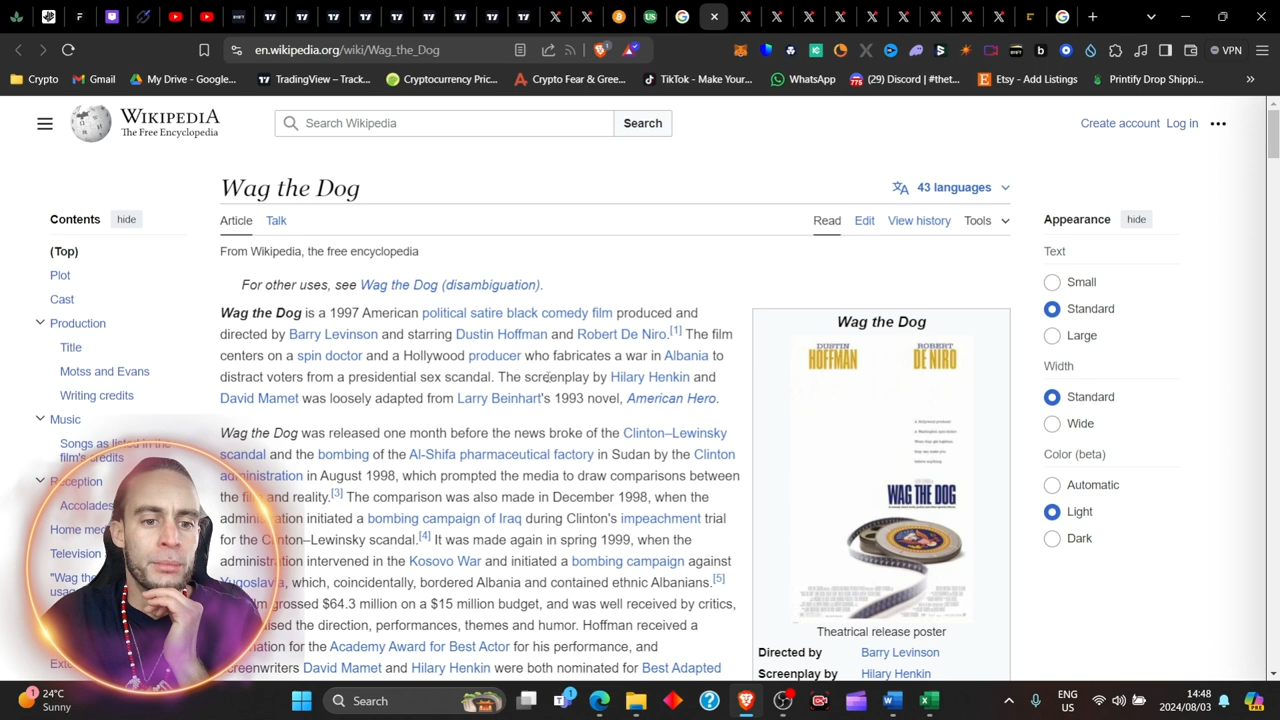 en.wikipedia.org/wiki/Wag_the_Dog
VPN
Crypto
Gmail
My Drive - Google...
TradingView – Track...
Cryptocurrency Pric...
Crypto Fear & Gree...
TikTok - Make Your...
WhatsApp
(29) Discord | #thet...
Etsy - Add Listings
Printify Drop Shippi...
WIKIPEDIA
The Free Encyclopedia
Search Wikipedia
Search
Create account Log in
Wag the Dog
43 languages
Contents hide
Article Talk
Read Edit View history Tools
Appearance hide
(Top)
Plot
Cast
Production
Title
Motss and Evans
Writing credits
Music
Songs as listed in the
film's credits
Reception
Accolades
Home me
Television
"Wag the
From Wikipedia, the free encyclopedia
For other uses, see Wag the Dog (disambiguation).
Wag the Dog is a 1997 American political satire black comedy film produced and
directed by Barry Levinson and starring Dustin Hoffman and Robert De Niro.[1] The film
centers on a spin doctor and a Hollywood producer who fabricates a war in Albania to
distract voters from a presidential sex scandal. The screenplay by Hilary Henkin and
David Mamet was loosely adapted from Larry Beinhart's 1993 novel, American Hero.
Wag the Dog was released one month before the news broke of the Clinton–Lewinsky
and the bombing of the Al-Shifa pharmaceutical factory in Sudan by the Clinton
administration in August 1998, which prompted the media to draw comparisons between
the film and reality.[3] The comparison was also made in December 1998, when the
administration initiated a bombing campaign of Iraq during Clinton's impeachment trial
for the Clinton–Lewinsky scandal.[4] It was made again in spring 1999, when the
administration intervened in the Kosovo War and initiated a bombing campaign against
Yugoslavia, which, coincidentally, bordered Albania and contained ethnic Albanians.[5]
grossed $64.3 million on a $15 million budget, and was well received by critics,
the direction, performances, themes and humor. Hoffman received a
for the Academy Award for Best Actor for his performance, and
David Mamet and Hilary Henkin were both nominated for Best Adapted
Wag the Dog
DUSTIN
HOFFMAN
ROBERT
DE NIRO
WAG THE DOG
Theatrical release poster
Directed by Barry Levinson
Screenplay by Hilary Henkin
Text
Small
Standard
Large
Width
Standard
Wide
Color (beta)
Automatic
Light
Dark
24°C
Sunny
Search
ENG
US
14:48
2024/08/03